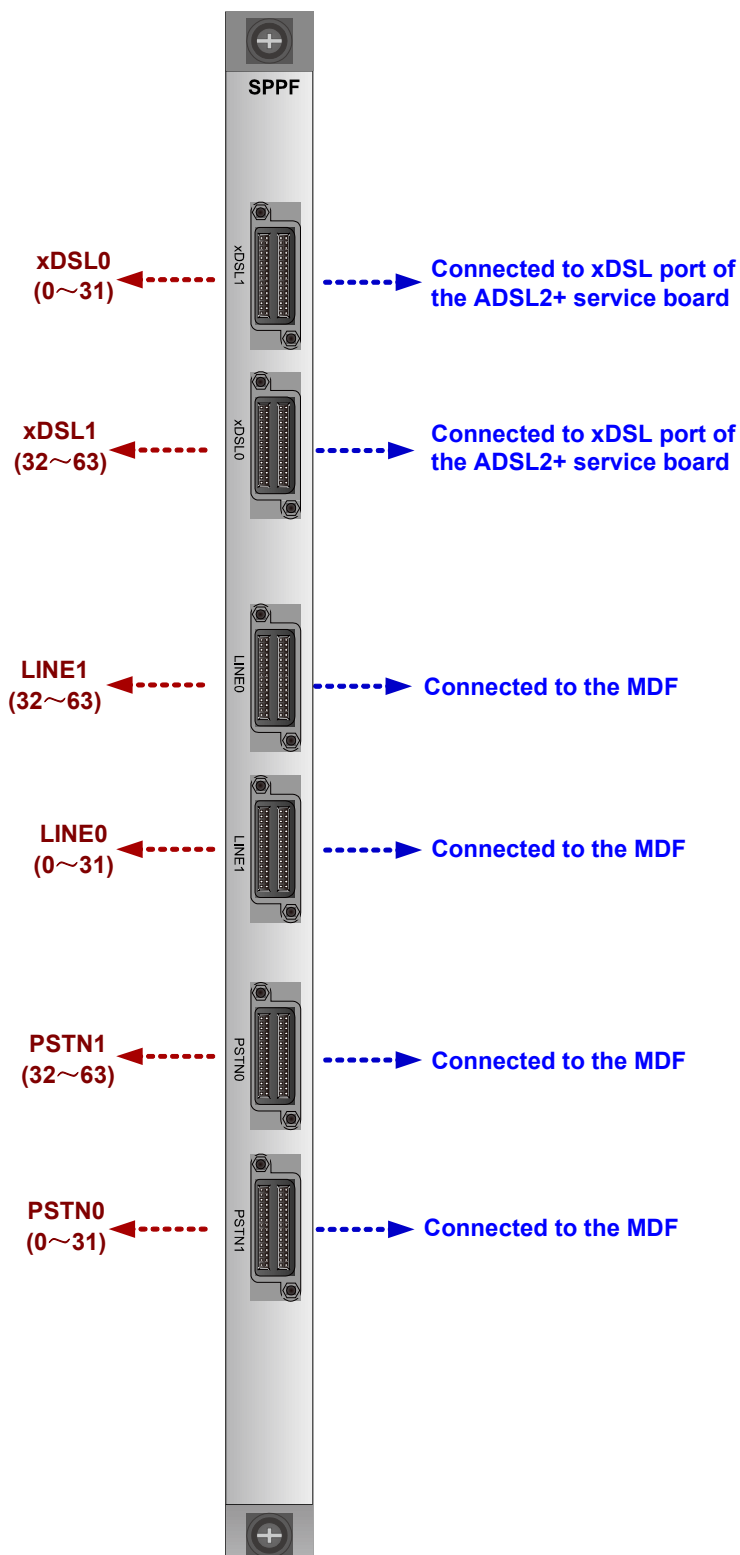 SPPF
xDSL0
(0～31)
xDSL1
Connected to xDSL port of
the ADSL2+ service board
xDSL1
(32～63)
xDSL0
Connected to xDSL port of
the ADSL2+ service board
LINE1
(32～63)
LINE0
Connected to the MDF
LINE0
(0～31)
LINE1
Connected to the MDF
PSTN1
(32～63)
PSTN0
Connected to the MDF
PSTN0
(0～31)
PSTN1
Connected to the MDF